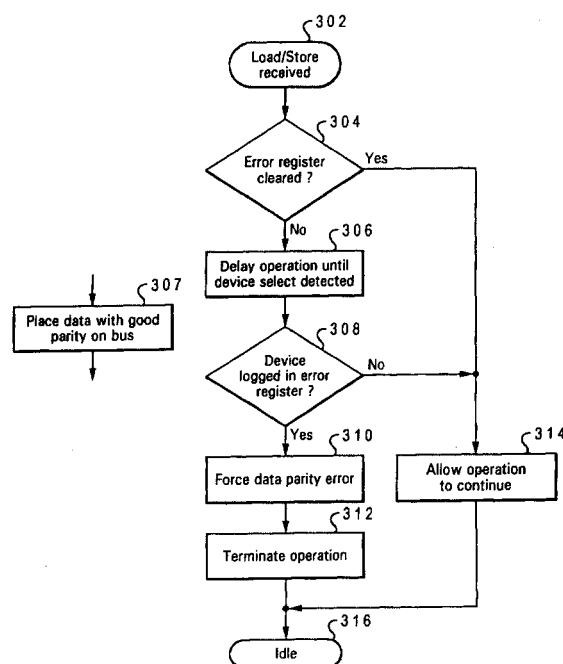 302
Load/Store
received
304
Error register
cleared ?
Yes
No
306
Delay operation until
device select detected
307
Place data with good
parity on bus
308
Device
logged in error
register ?
No
Yes
310
Force data parity error
314
Allow operation
to continue
312
Terminate operation
316
Idle